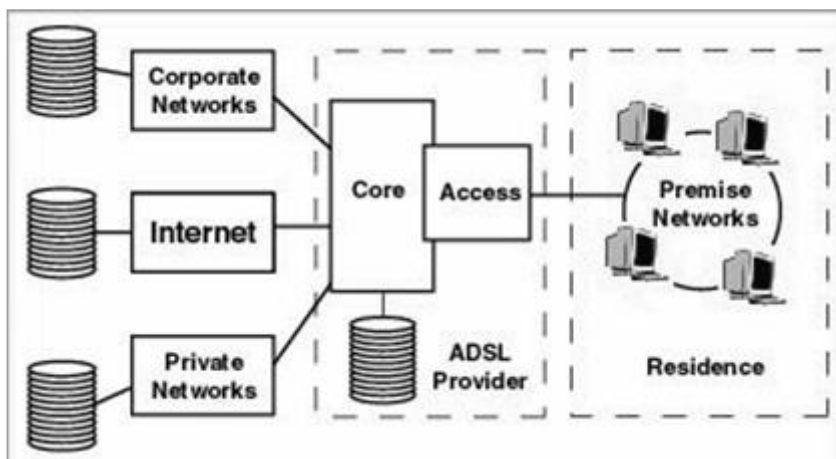 Corporate
Networks
Internet
Private
Networks
Core
Access
ADSL
Provider
Premise
Networks
Residence